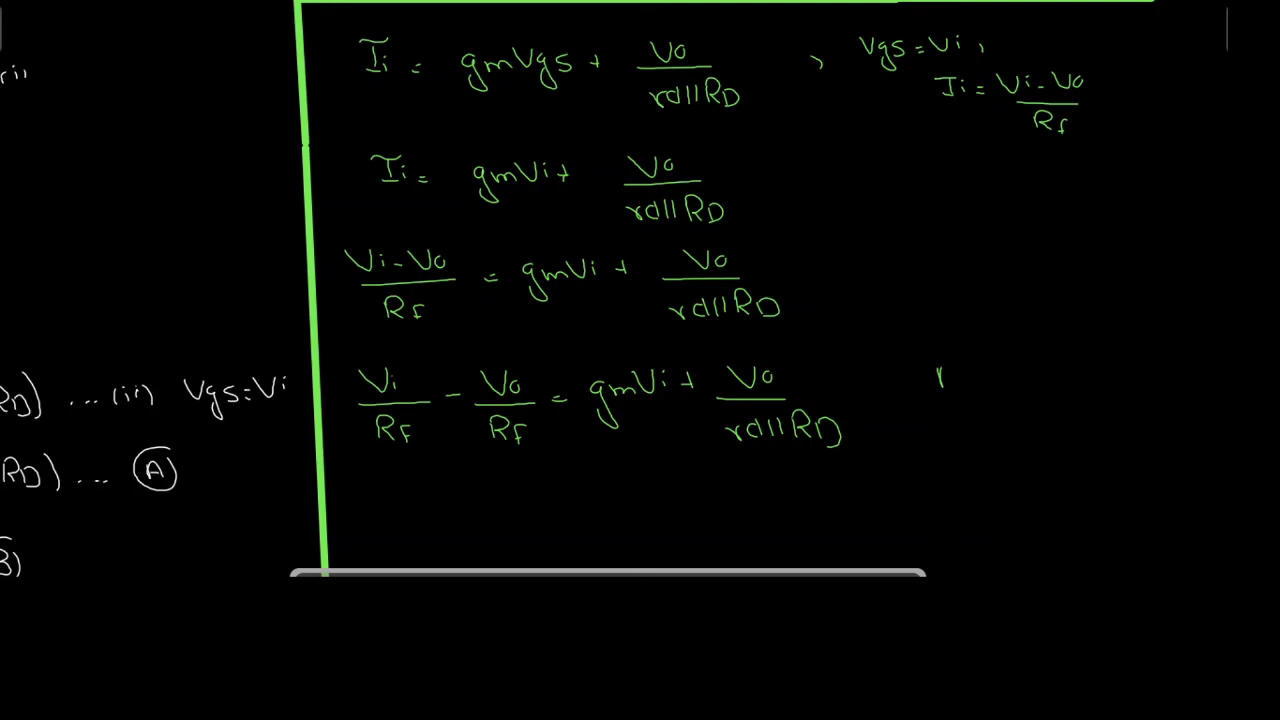 Ii = gmVgs + Vo / rd||RD , Vgs = Vi ,
Ii = Vi - Vo / Rf
Ii = gmVi + Vo / rd||RD
Vi - Vo / Rf = gmVi + Vo / rd||RD
Vi / RF - Vo / Rf = gmVi + Vo / rd||RD
RD) ... (ii) Vgs = Vi
RD) ... (A)